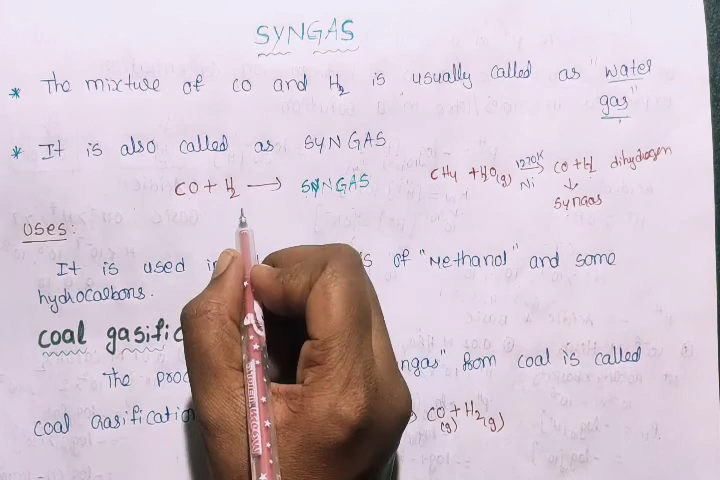 SYNGAS
* The mixture of co and H2 is usually called as "water
gas"
* It is also called as SYNGAS
CO + H2 → SYNGAS
CH4 + H2O(g) 1270K → Ni CO + H2 dihydrogen
↓
Syngas
Uses:
It is used of "Methanol" and some
hydrocarbons.
coal gasific
The ngas" from coal is called
coal Gasification CO(g) + H2(g)